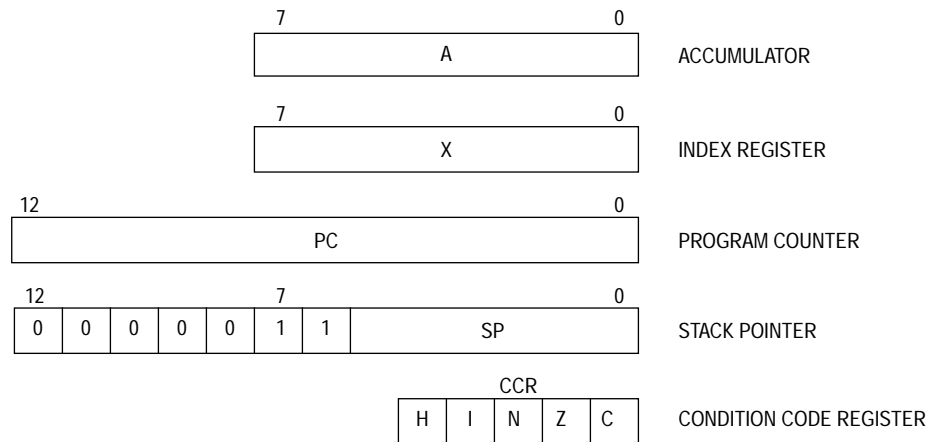 7 0
A ACCUMULATOR
7 0
X INDEX REGISTER
12 0
PC PROGRAM COUNTER
12 7 0
0 0 0 0 0 1 1 SP STACK POINTER
CCR
H I N Z C CONDITION CODE REGISTER